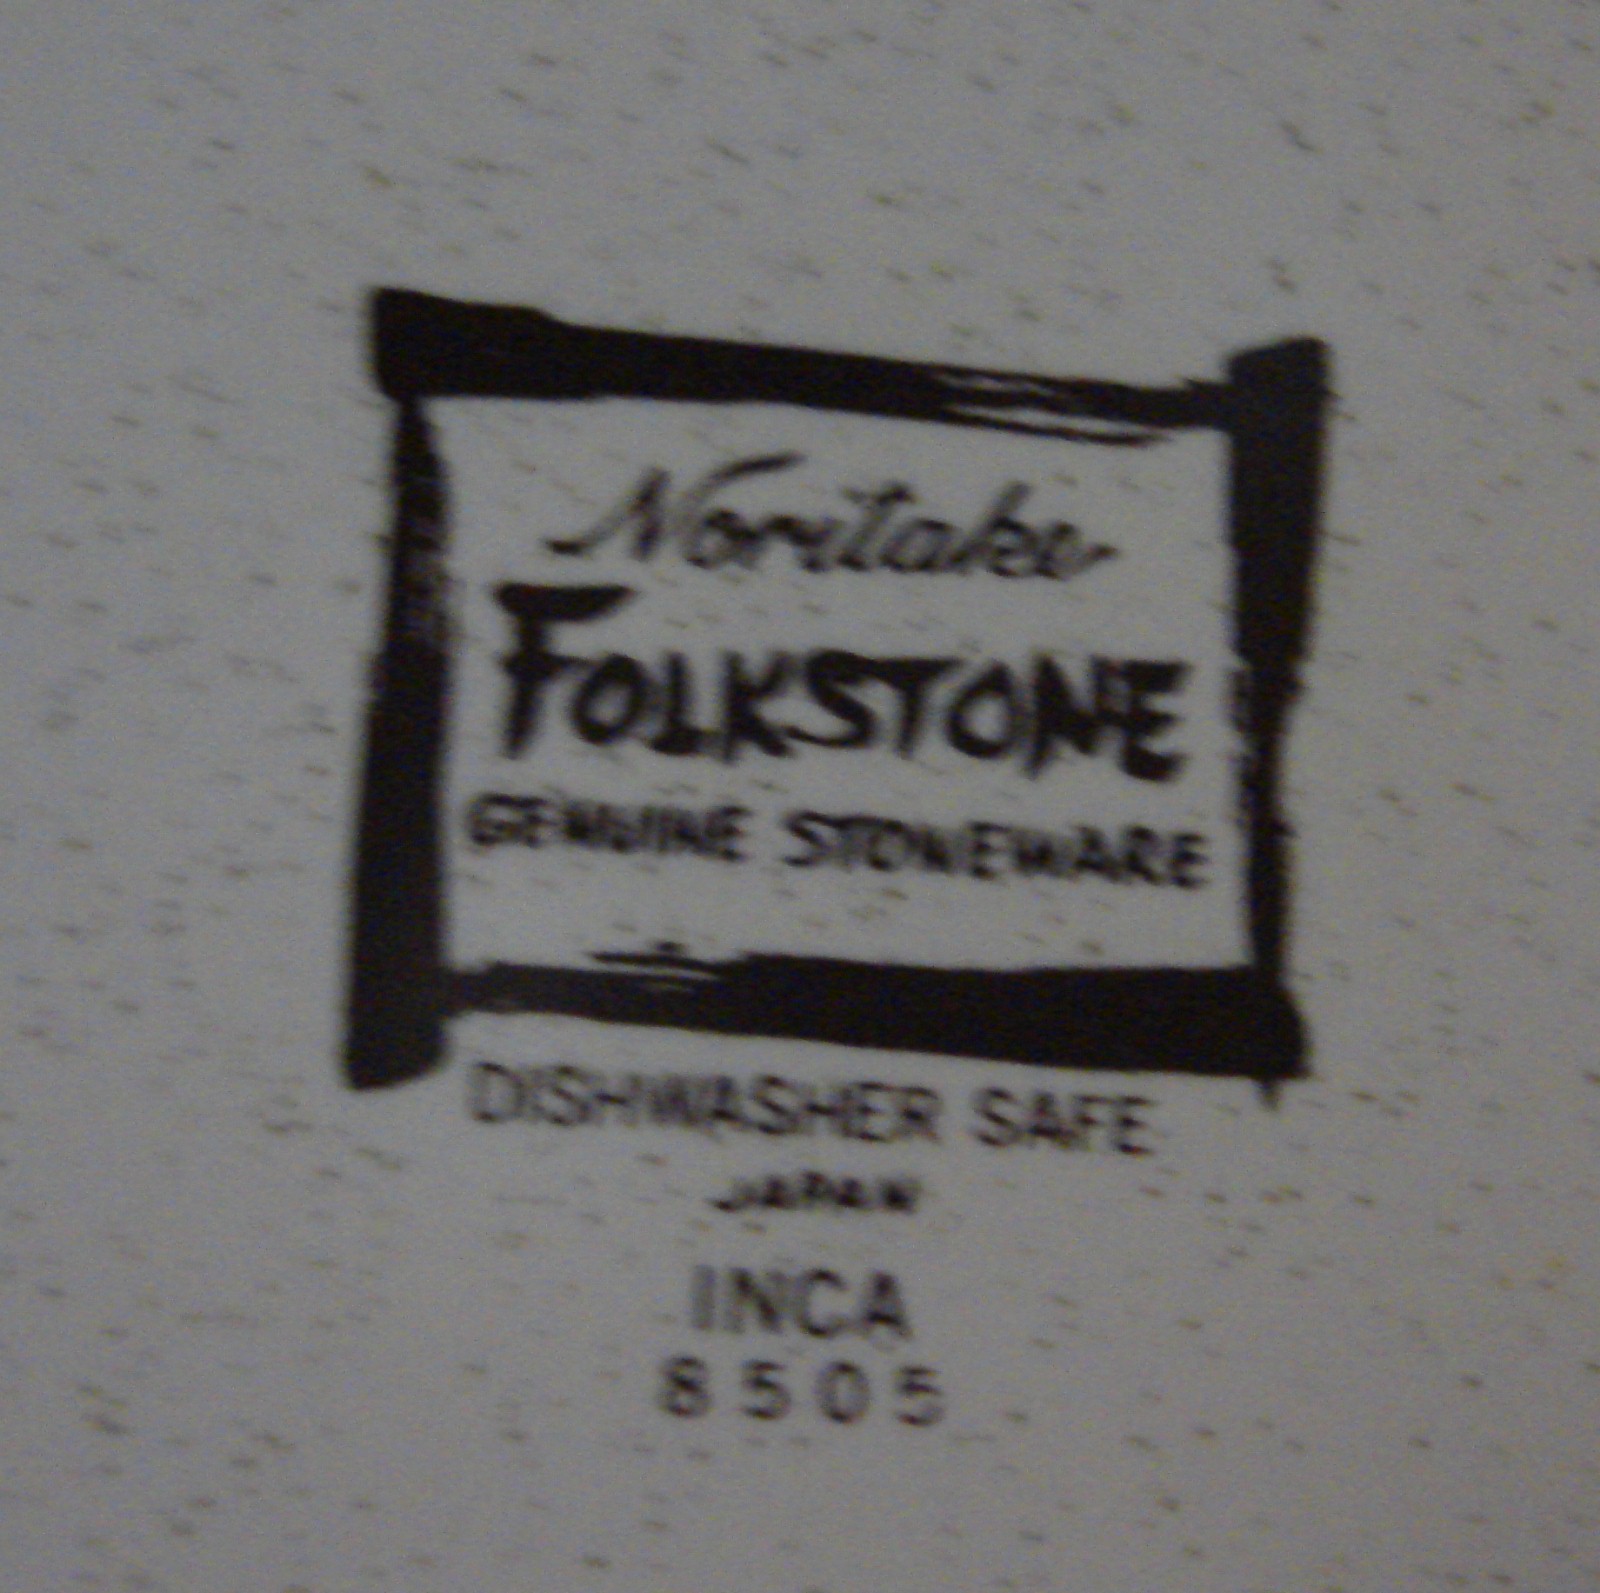 Noritake
FOLKSTONE
GENUINE STONEWARE
DISHWASHER SAFE
JAPAN
INCA
8505